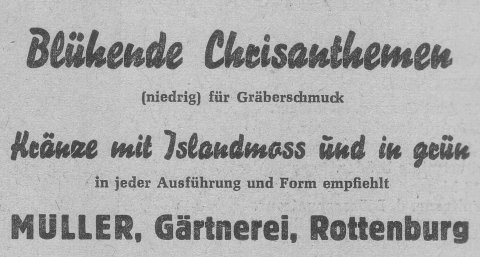 Blühende Chrisanthemen
(niedrig) für Gräberschmuck
Kränze mit Islandmoss und in grün
in jeder Ausführung und Form empfiehlt
MÜLLER, Gärtnerei, Rottenburg